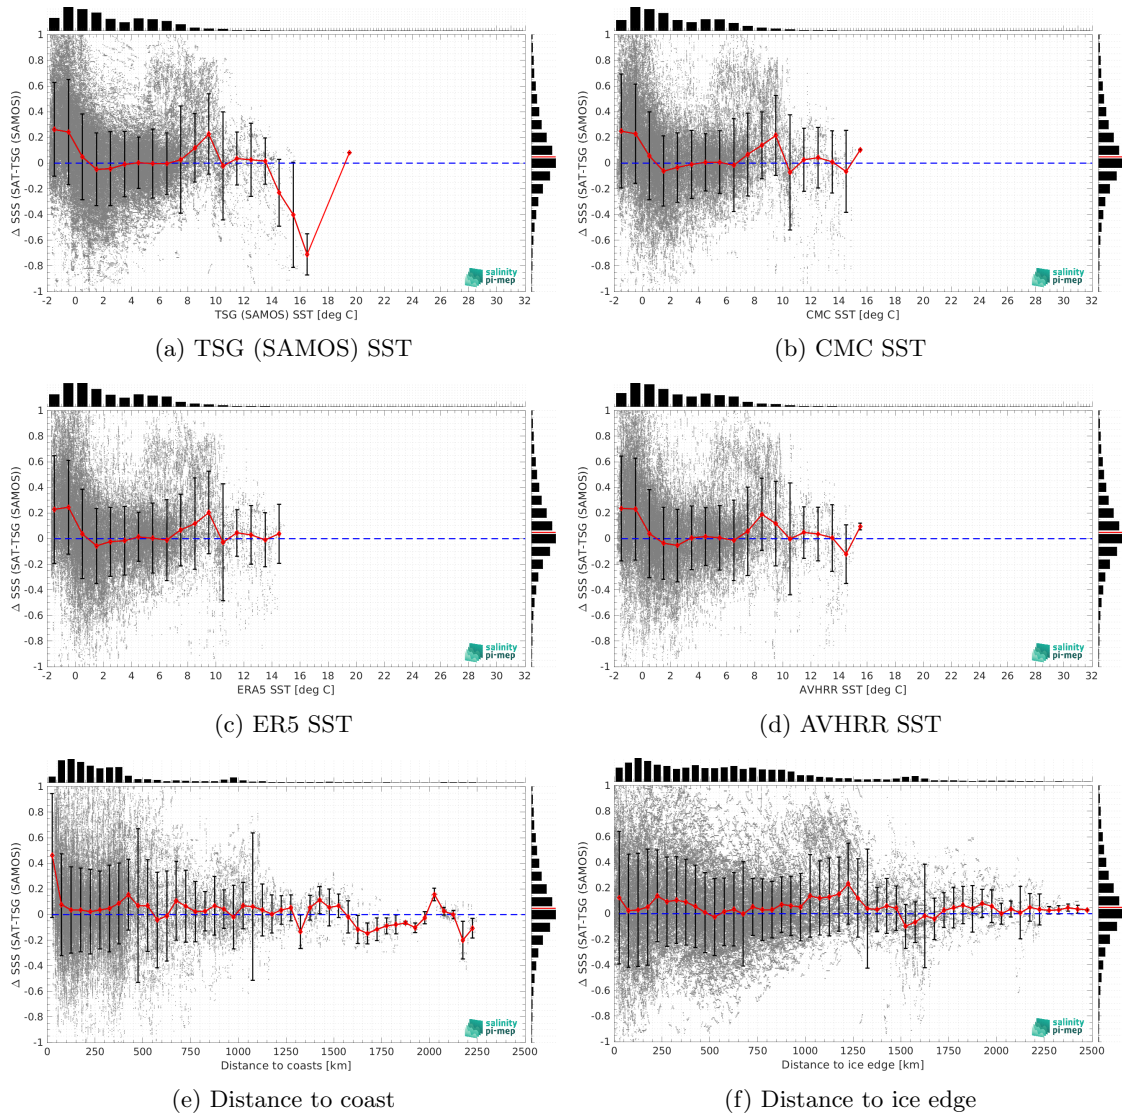 1
0.8
0.6
0.4
0.2
0
-0.2
-0.4
-0.6
-0.8
-1
Δ SSS (SAT-TSG (SAMOS))
salinity
pi-mep
-2 0 2 4 6 8 10 12 14 16 18 20 22 24 26 28 30 32
TSG (SAMOS) SST [deg C]
(a) TSG (SAMOS) SST
1
0.8
0.6
0.4
0.2
0
-0.2
-0.4
-0.6
-0.8
-1
Δ SSS (SAT-TSG (SAMOS))
salinity
pi-mep
-2 0 2 4 6 8 10 12 14 16 18 20 22 24 26 28 30 32
CMC SST [deg C]
(b) CMC SST
1
0.8
0.6
0.4
0.2
0
-0.2
-0.4
-0.6
-0.8
-1
Δ SSS (SAT-TSG (SAMOS))
salinity
pi-mep
-2 0 2 4 6 8 10 12 14 16 18 20 22 24 26 28 30 32
ERA5 SST [deg C]
(c) ER5 SST
1
0.8
0.6
0.4
0.2
0
-0.2
-0.4
-0.6
-0.8
-1
Δ SSS (SAT-TSG (SAMOS))
salinity
pi-mep
-2 0 2 4 6 8 10 12 14 16 18 20 22 24 26 28 30 32
AVHRR SST [deg C]
(d) AVHRR SST
1
0.8
0.6
0.4
0.2
0
-0.2
-0.4
-0.6
-0.8
-1
Δ SSS (SAT-TSG (SAMOS))
salinity
pi-mep
0 250 500 750 1000 1250 1500 1750 2000 2250 2500
Distance to coasts [km]
(e) Distance to coast
1
0.8
0.6
0.4
0.2
0
-0.2
-0.4
-0.6
-0.8
-1
Δ SSS (SAT-TSG (SAMOS))
salinity
pi-mep
0 250 500 750 1000 1250 1500 1750 2000 2250 2500
Distance to ice edge [km]
(f) Distance to ice edge